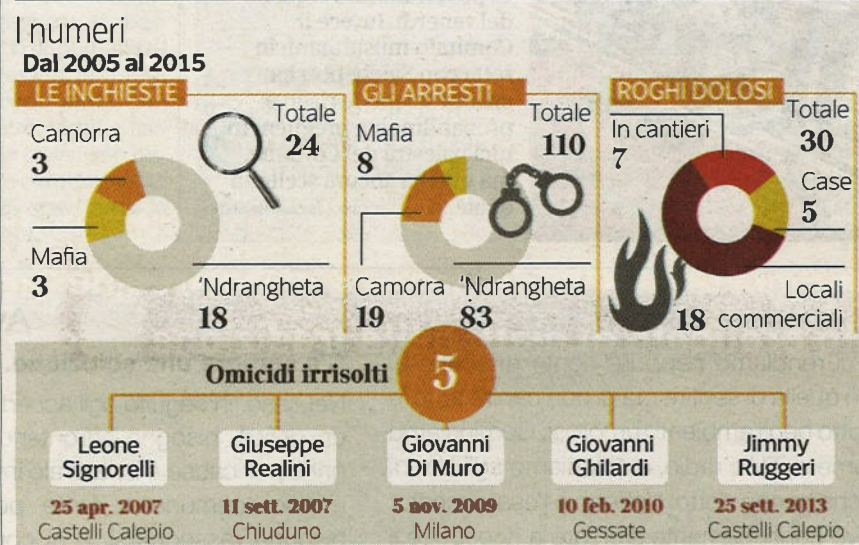 I numeri
Dal 2005 al 2015
LE INCHIESTE
Totale
24
Camorra
3
Mafia
3
'Ndrangheta
18
GLI ARRESTI
Totale
110
Mafia
8
Camorra
19
'Ndrangheta
83
ROGHI DOLOSI
Totale
30
In cantieri
7
Case
5
Locali
18 commerciali
Omicidi irrisolti
5
Leone
Signorelli
25 apr. 2007
Castelli Calepio
Giuseppe
Realini
11 sett. 2007
Chiuduno
Giovanni
Di Muro
5 nov. 2009
Milano
Giovanni
Ghilardi
10 feb. 2010
Gessate
Jimmy
Ruggeri
25 sett. 2013
Castelli Calepio